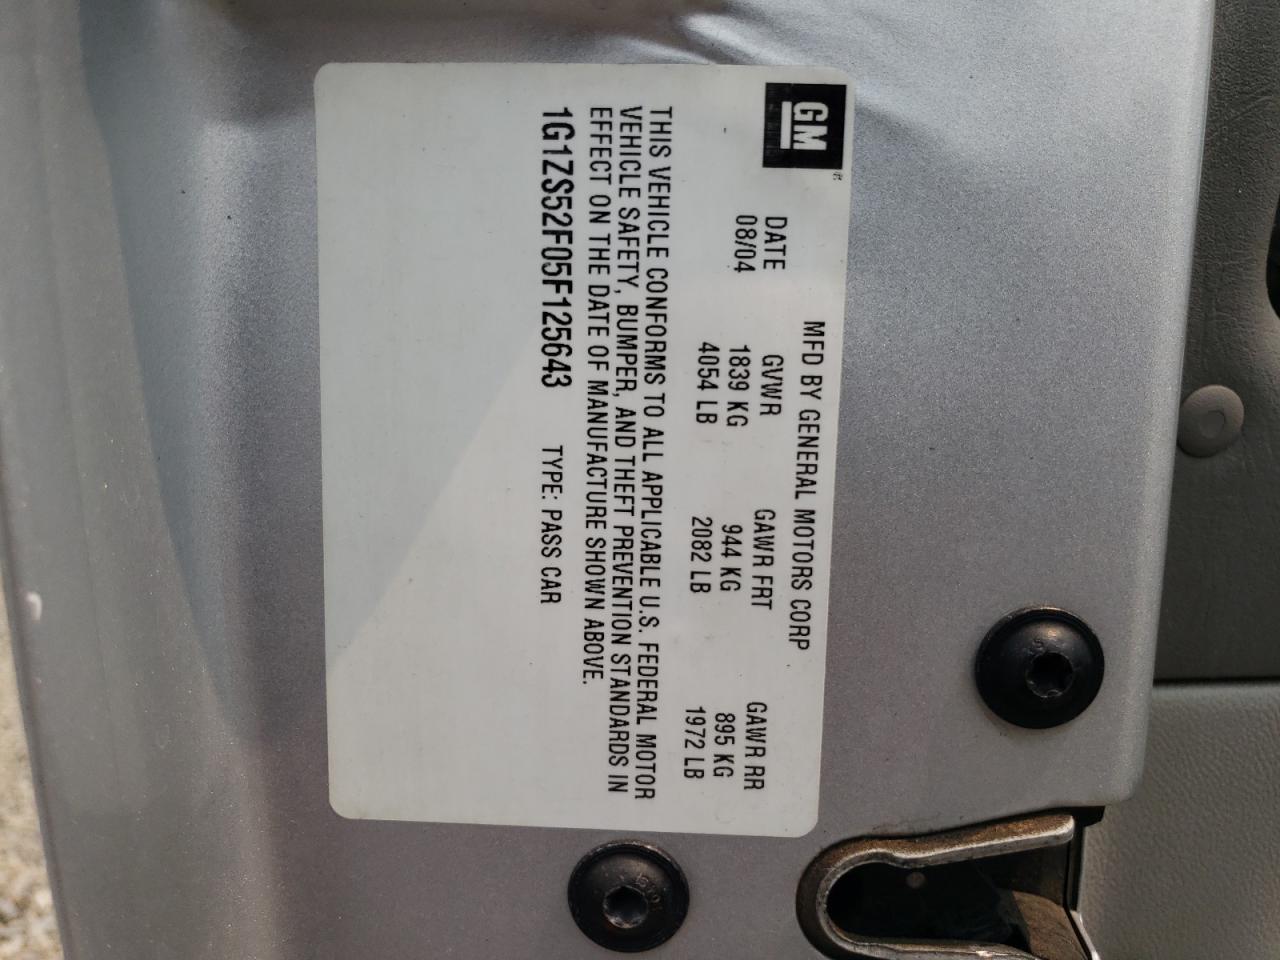 GM
MFD BY GENERAL MOTORS CORP
DATE GVWR GAWR FRT GAWR RR
08/04 1839 KG 944 KG 895 KG
4054 LB 2082 LB 1972 LB
THIS VEHICLE CONFORMS TO ALL APPLICABLE U.S. FEDERAL MOTOR
VEHICLE SAFETY, BUMPER, AND THEFT PREVENTION STANDARDS IN
EFFECT ON THE DATE OF MANUFACTURE SHOWN ABOVE.
1G1ZS52F05F125643 TYPE: PASS CAR